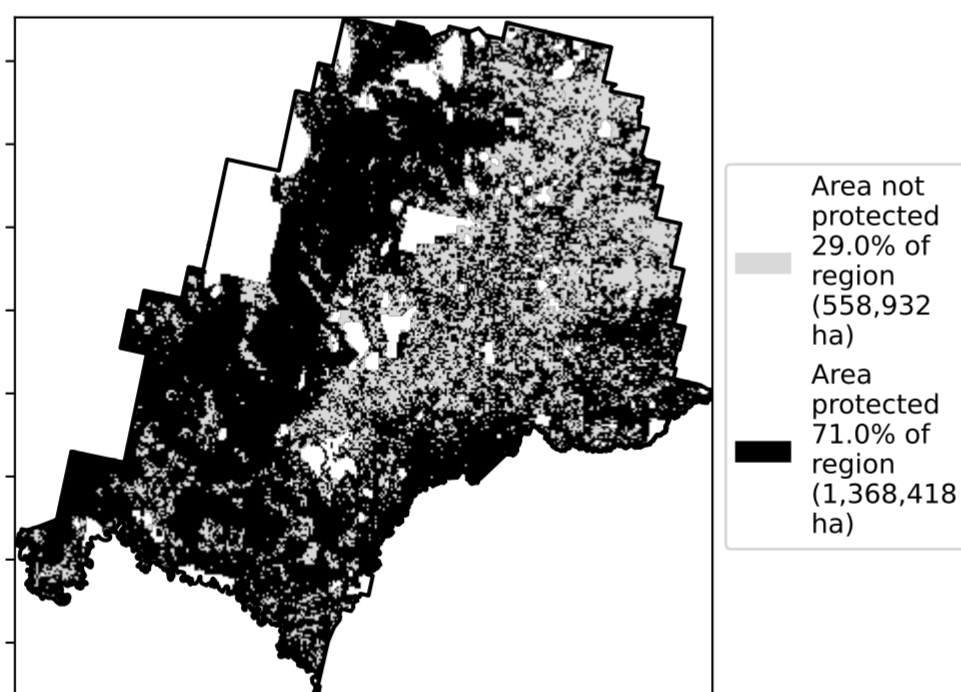 Area not
protected
29.0% of
region
(558,932
ha)
Area
protected
71.0% of
region
(1,368,418
ha)